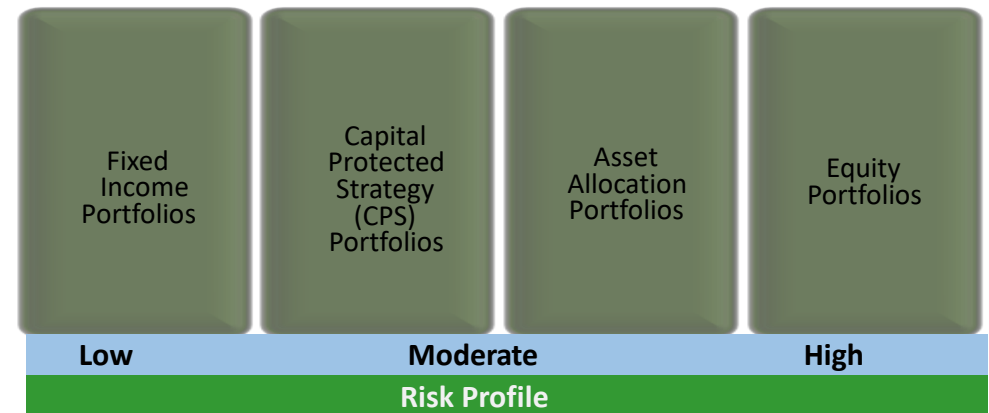 Fixed
Income
Portfolios
Capital
Protected
Strategy
(CPS)
Portfolios
Asset
Allocation
Portfolios
Equity
Portfolios
Low Moderate High
Risk Profile